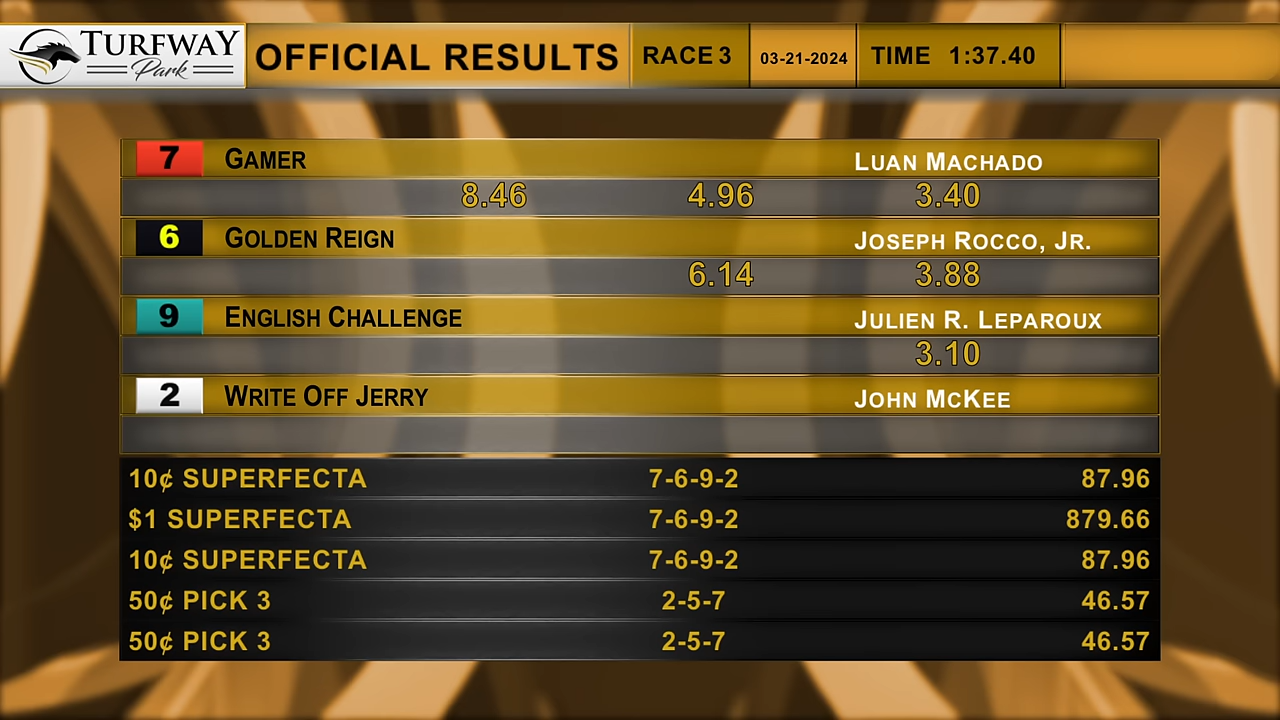 TURFWAY Park OFFICIAL RESULTS RACE 3 03-21-2024 TIME 1:37.40
7 GAMER LUAN MACHADO
8.46 4.96 3.40
6 GOLDEN REIGN JOSEPH ROCCO, JR.
6.14 3.88
9 ENGLISH CHALLENGE JULIEN R. LEPAROUX
3.10
2 WRITE OFF JERRY JOHN MCKEE
10¢ SUPERFECTA 7-6-9-2 87.96
$1 SUPERFECTA 7-6-9-2 879.66
10¢ SUPERFECTA 7-6-9-2 87.96
50¢ PICK 3 2-5-7 46.57
50¢ PICK 3 2-5-7 46.57